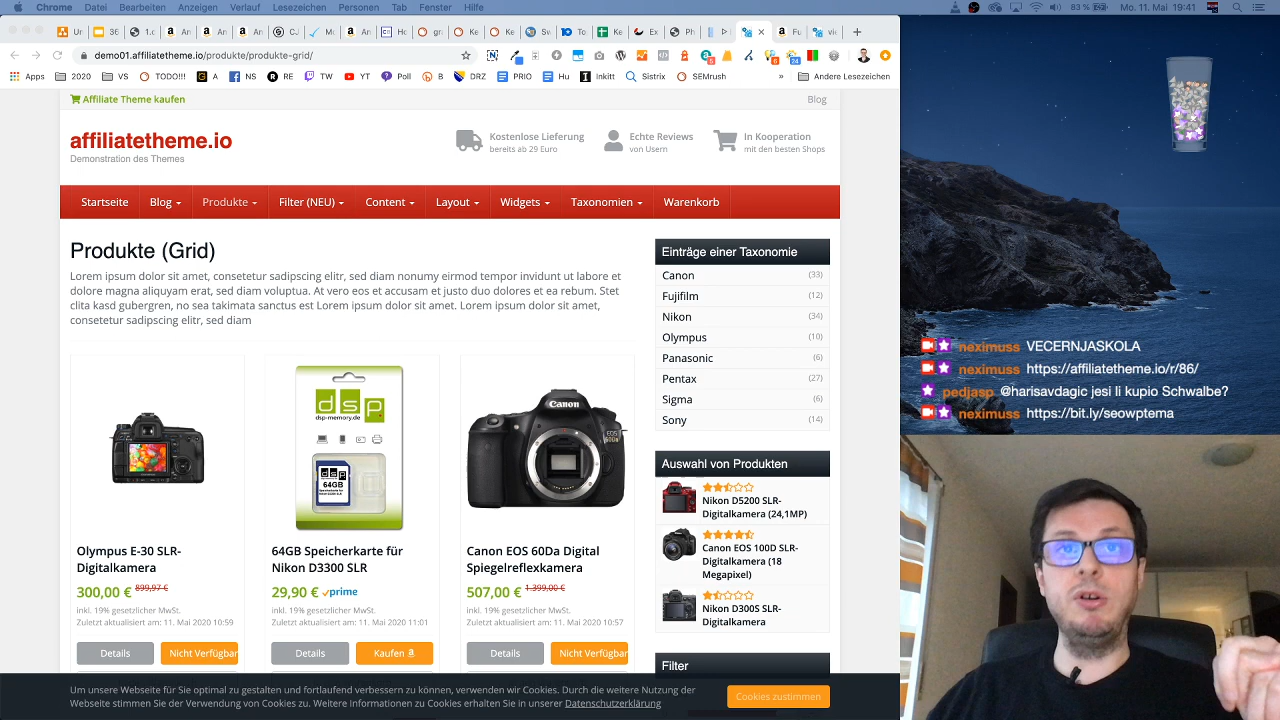 Chrome Datei Bearbeiten Anzeigen Verlauf Lesezeichen Personen Tab Fenster Hilfe
83 % Mo. 11. Mai 19:41
dem01.affiliatetheme.io/produkte/produkte-grid/
Apps 2020 VS TODO!!! A NS RE TW YT Poll B DRZ PRIO Hu Inkitt Sistrix SEMrush » Andere Lesezeichen
Affiliate Theme kaufen
Blog
affiliatetheme.io
Demonstration des Themes
Kostenlose Lieferung
bereits ab 29 Euro
Echte Reviews
von Usern
In Kooperation
mit den besten Shops
Startseite Blog Produkte Filter (NEU) Content Layout Widgets Taxonomien Warenkorb
Produkte (Grid)
Lorem ipsum dolor sit amet, consetetur sadipscing elitr, sed diam nonumy eirmod tempor invidunt ut labore et
dolore magna aliquyam erat, sed diam voluptua. At vero eos et accusam et justo duo dolores et ea rebum. Stet
clita kasd gubergren, no sea takimata sanctus est Lorem ipsum dolor sit amet. Lorem ipsum dolor sit amet,
consetetur sadipscing elitr, sed diam
dsp
dsp-memory.de
dsp
64GB
Canon
EOS
60Da
Olympus E-30 SLR-
Digitalkamera
300,00 € 899,97 €
inkl. 19% gesetzlicher MwSt.
Zuletzt aktualisiert am: 11. Mai 2020 10:59
Details Nicht Verfügbar
64GB Speicherkarte für
Nikon D3300 SLR
29,90 € prime
inkl. 19% gesetzlicher MwSt.
Zuletzt aktualisiert am: 11. Mai 2020 11:01
Details Kaufen
Canon EOS 60Da Digital
Spiegelreflexkamera
507,00 € 1.399,00 €
inkl. 19% gesetzlicher MwSt.
Zuletzt aktualisiert am: 11. Mai 2020 10:57
Details Nicht Verfügbar
Einträge einer Taxonomie
Canon (33)
Fujifilm (12)
Nikon (34)
Olympus (10)
Panasonic (6)
Pentax (27)
Sigma (6)
Sony (14)
Auswahl von Produkten
Nikon D5200 SLR-
Digitalkamera (24,1MP)
Canon EOS 100D SLR-
Digitalkamera (18
Megapixel)
Nikon D300S SLR-
Digitalkamera
Filter
Um unsere Webseite für Sie optimal zu gestalten und fortlaufend verbessern zu können, verwenden wir Cookies. Durch die weitere Nutzung der
Webseite stimmen Sie der Verwendung von Cookies zu. Weitere Informationen zu Cookies erhalten Sie in unserer Datenschutzerklärung
Cookies zustimmen
neximuss VECERNJASKOLA
neximuss https://affiliatetheme.io/r/86/
pedjasp @harisavdagic jesi li kupio Schwalbe?
neximuss https://bit.ly/seowptema